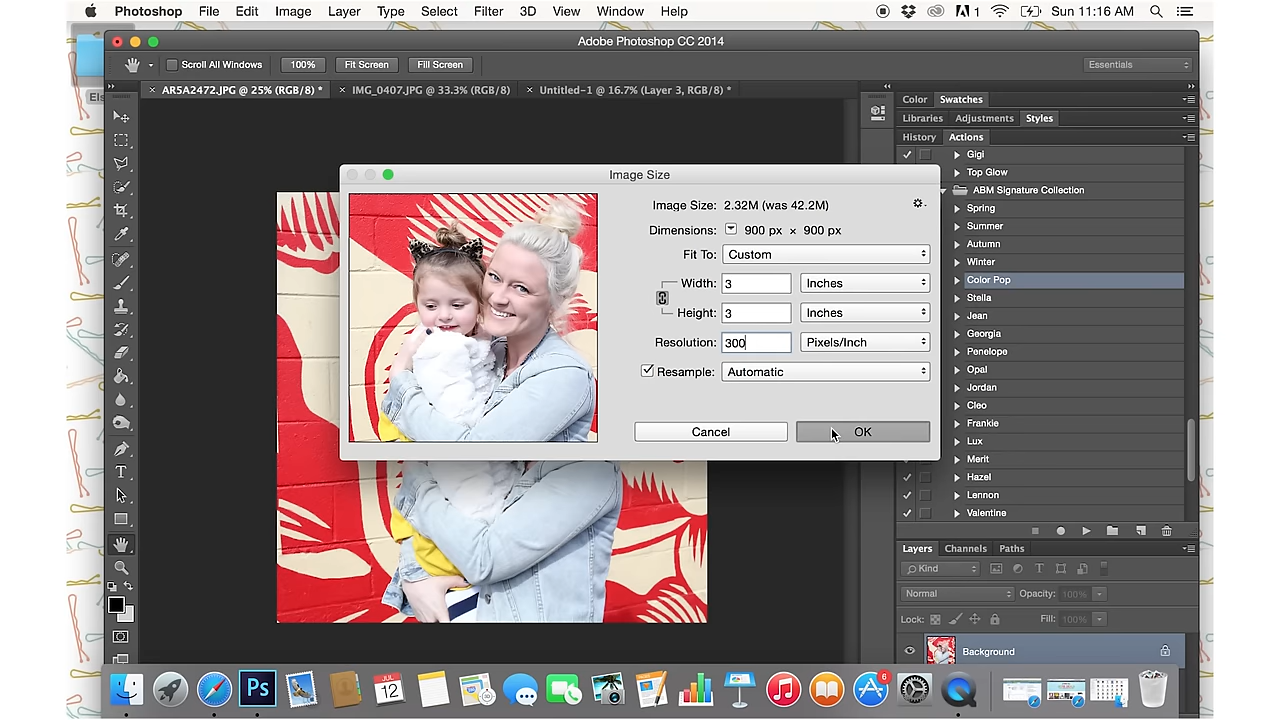 Photoshop File Edit Image Layer Type Select Filter 3D View Window Help 1 Sun 11:16 AM
Adobe Photoshop CC 2014
Scroll All Windows 100% Fit Screen Fill Screen Essentials
AR5A2472.JPG @ 25% (RGB/8) * IMG_0407.JPG @ 33.3% (RGB/8) Untitled-1 @ 16.7% (Layer 3, RGB/8) *
Color Swatches
Libraries Adjustments Styles
History Actions
Gigi
Top Glow
ABM Signature Collection
Spring
Summer
Autumn
Winter
Color Pop
Stella
Jean
Georgia
Penelope
Opal
Jordan
Cleo
Frankie
Lux
Merit
Hazel
Lennon
Valentine
Image Size
Image Size: 2.32M (was 42.2M)
Dimensions: 900 px × 900 px
Fit To: Custom
Width: 3 Inches
Height: 3 Inches
Resolution: 300 Pixels/Inch
Resample: Automatic
Cancel OK
Layers Channels Paths
Kind
Normal Opacity: 100%
Lock: Fill: 100%
Background
Ps
JUL
12
6